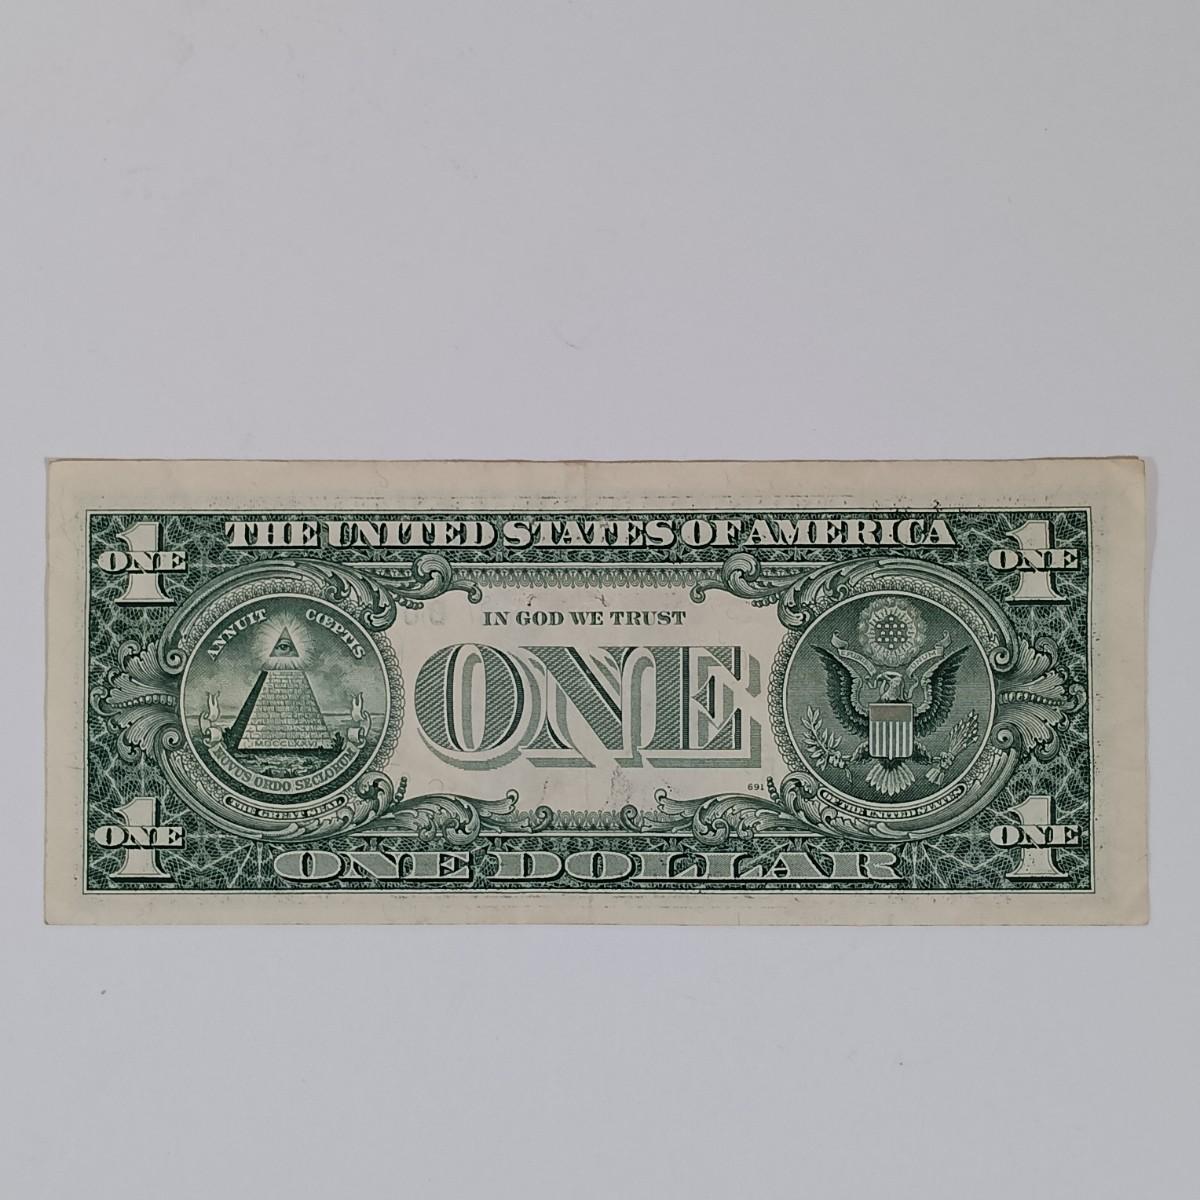 THE UNITED STATES OF AMERICA
1
ONE
1
ONE
ANNUIT CŒPTIS
IN GOD WE TRUST
ONE
MDCCLXXVI
NOVUS ORDO SECLORUM
691
THE GREAT SEAL
OF THE UNITED STATES
1
ONE
1
ONE
ONE DOLLAR